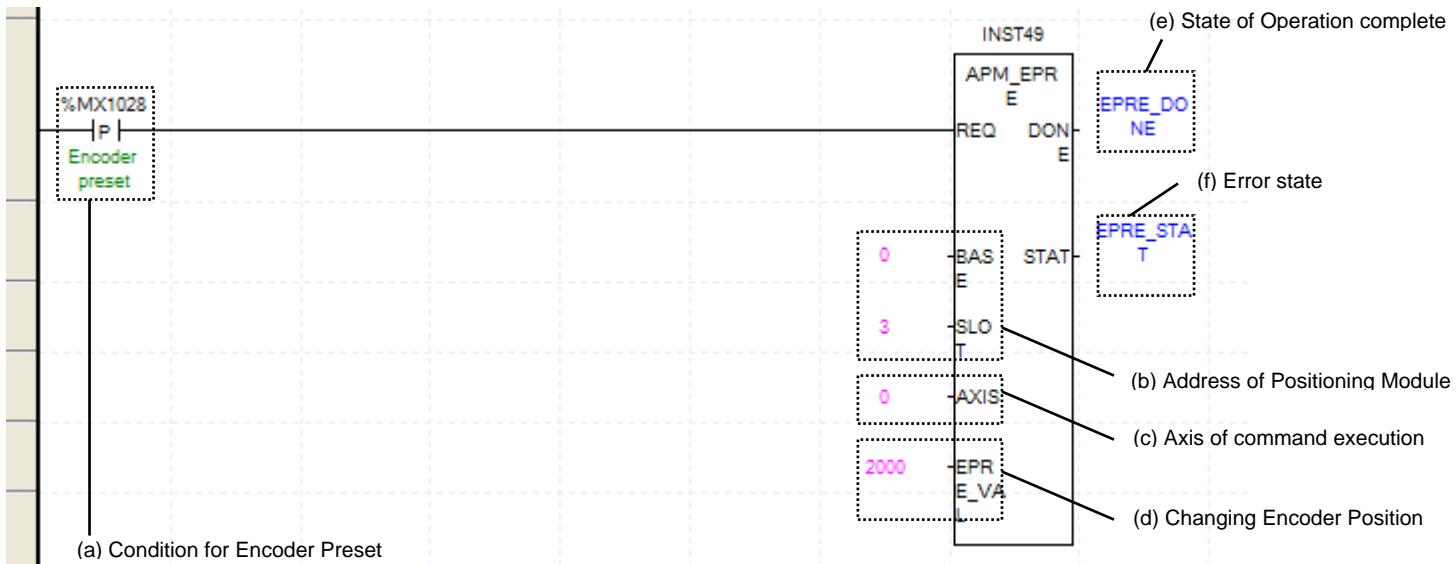 (e) State of Operation complete
INST49
APM_EPR
E
%MX1028
P
Encoder
preset
REQ DON
E
EPRE_DO
NE
(f) Error state
EPRE_STA
T
0 BAS STAT
E
3 SLO
T
(b) Address of Positioning Module
0 AXIS
(c) Axis of command execution
2000 EPR
E_VA
L
(d) Changing Encoder Position
(a) Condition for Encoder Preset